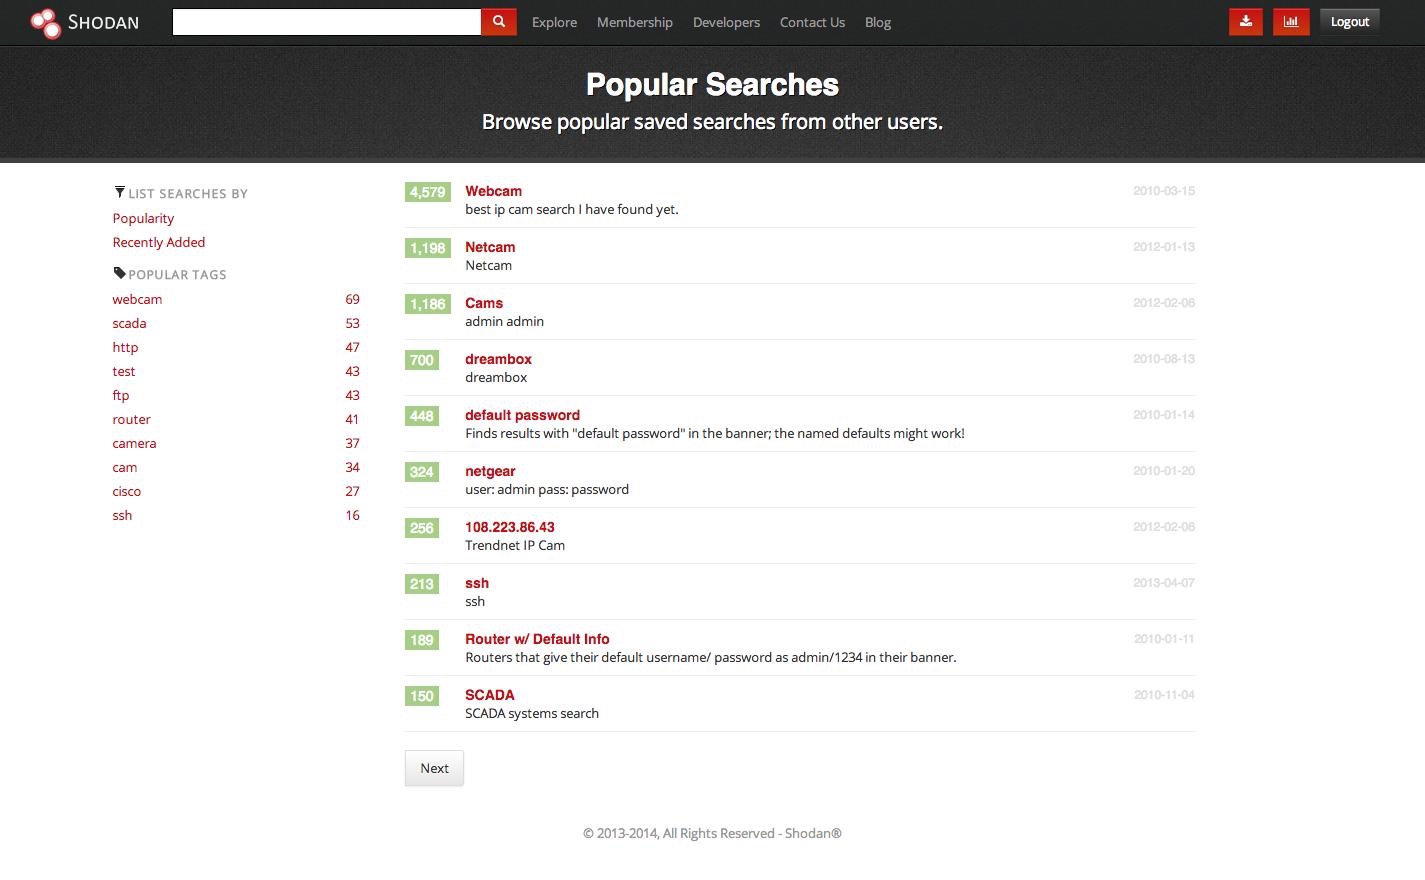 SHODAN
Explore Membership Developers Contact Us Blog
Logout
Popular Searches
Browse popular saved searches from other users.
LIST SEARCHES BY
Popularity
Recently Added
POPULAR TAGS
webcam 69
scada 53
http 47
test 43
ftp 43
router 41
camera 37
cam 34
cisco 27
ssh 16
4,579 Webcam 2010-03-15
best ip cam search I have found yet.
1,198 Netcam 2012-01-13
Netcam
1,186 Cams 2012-02-06
admin admin
700 dreambox 2010-08-13
dreambox
448 default password 2010-01-14
Finds results with "default password" in the banner; the named defaults might work!
324 netgear 2010-01-20
user: admin pass: password
256 108.223.86.43 2012-02-06
Trendnet IP Cam
213 ssh 2013-04-07
ssh
189 Router w/ Default Info 2010-01-11
Routers that give their default username/ password as admin/1234 in their banner.
150 SCADA 2010-11-04
SCADA systems search
Next
© 2013-2014, All Rights Reserved - Shodan®